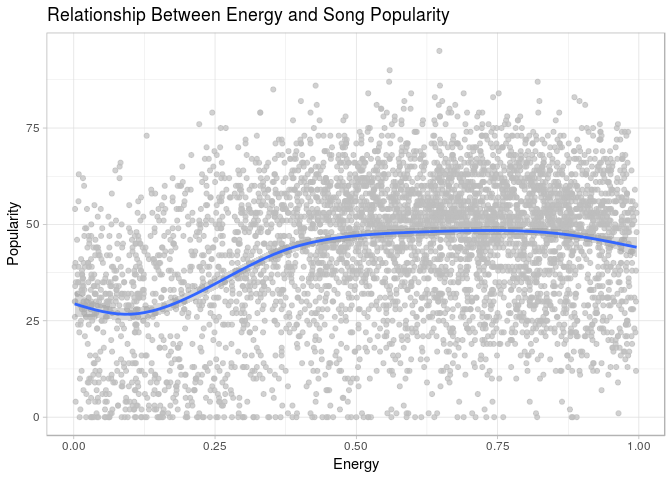 Relationship Between Energy and Song Popularity
Popularity
75
50
25
0
0.00 0.25 0.50 0.75 1.00
Energy